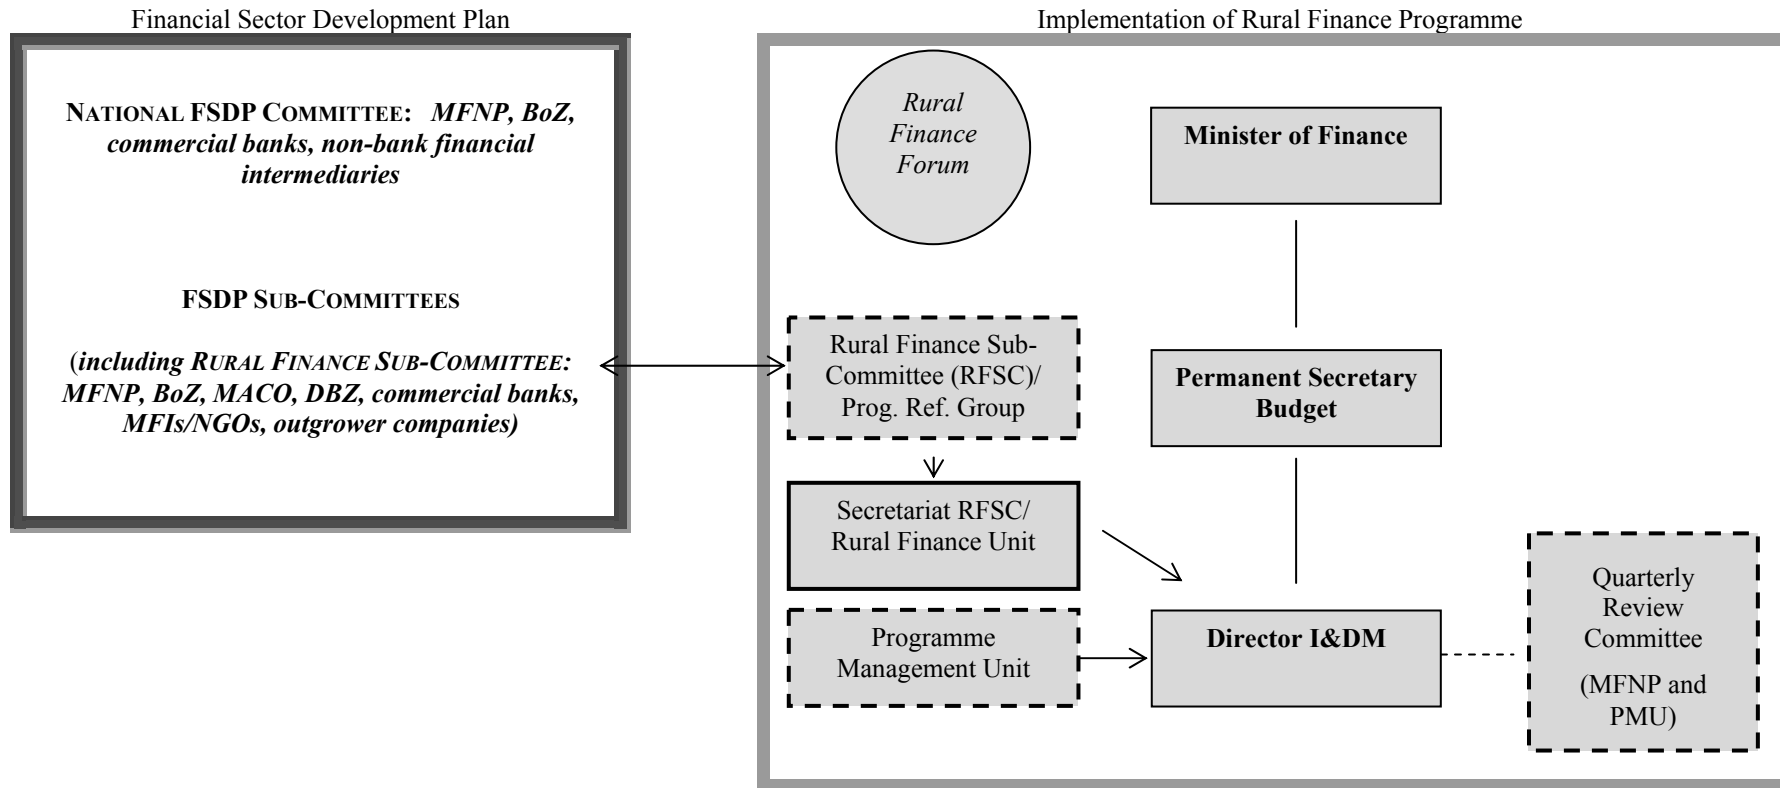 Financial Sector Development Plan
NATIONAL FSDP COMMITTEE: MFNP, BoZ,
commercial banks, non-bank financial
intermediaries
FSDP SUB-COMMITTEES
(including RURAL FINANCE SUB-COMMITTEE:
MFNP, BoZ, MACO, DBZ, commercial banks,
MFIs/NGOs, outgrower companies)
Implementation of Rural Finance Programme
Rural
Finance
Forum
Minister of Finance
Rural Finance Sub-
Committee (RFSC)/
Prog. Ref. Group
Permanent Secretary
Budget
Secretariat RFSC/
Rural Finance Unit
Programme
Management Unit
Director I&DM
Quarterly
Review
Committee
(MFNP and
PMU)